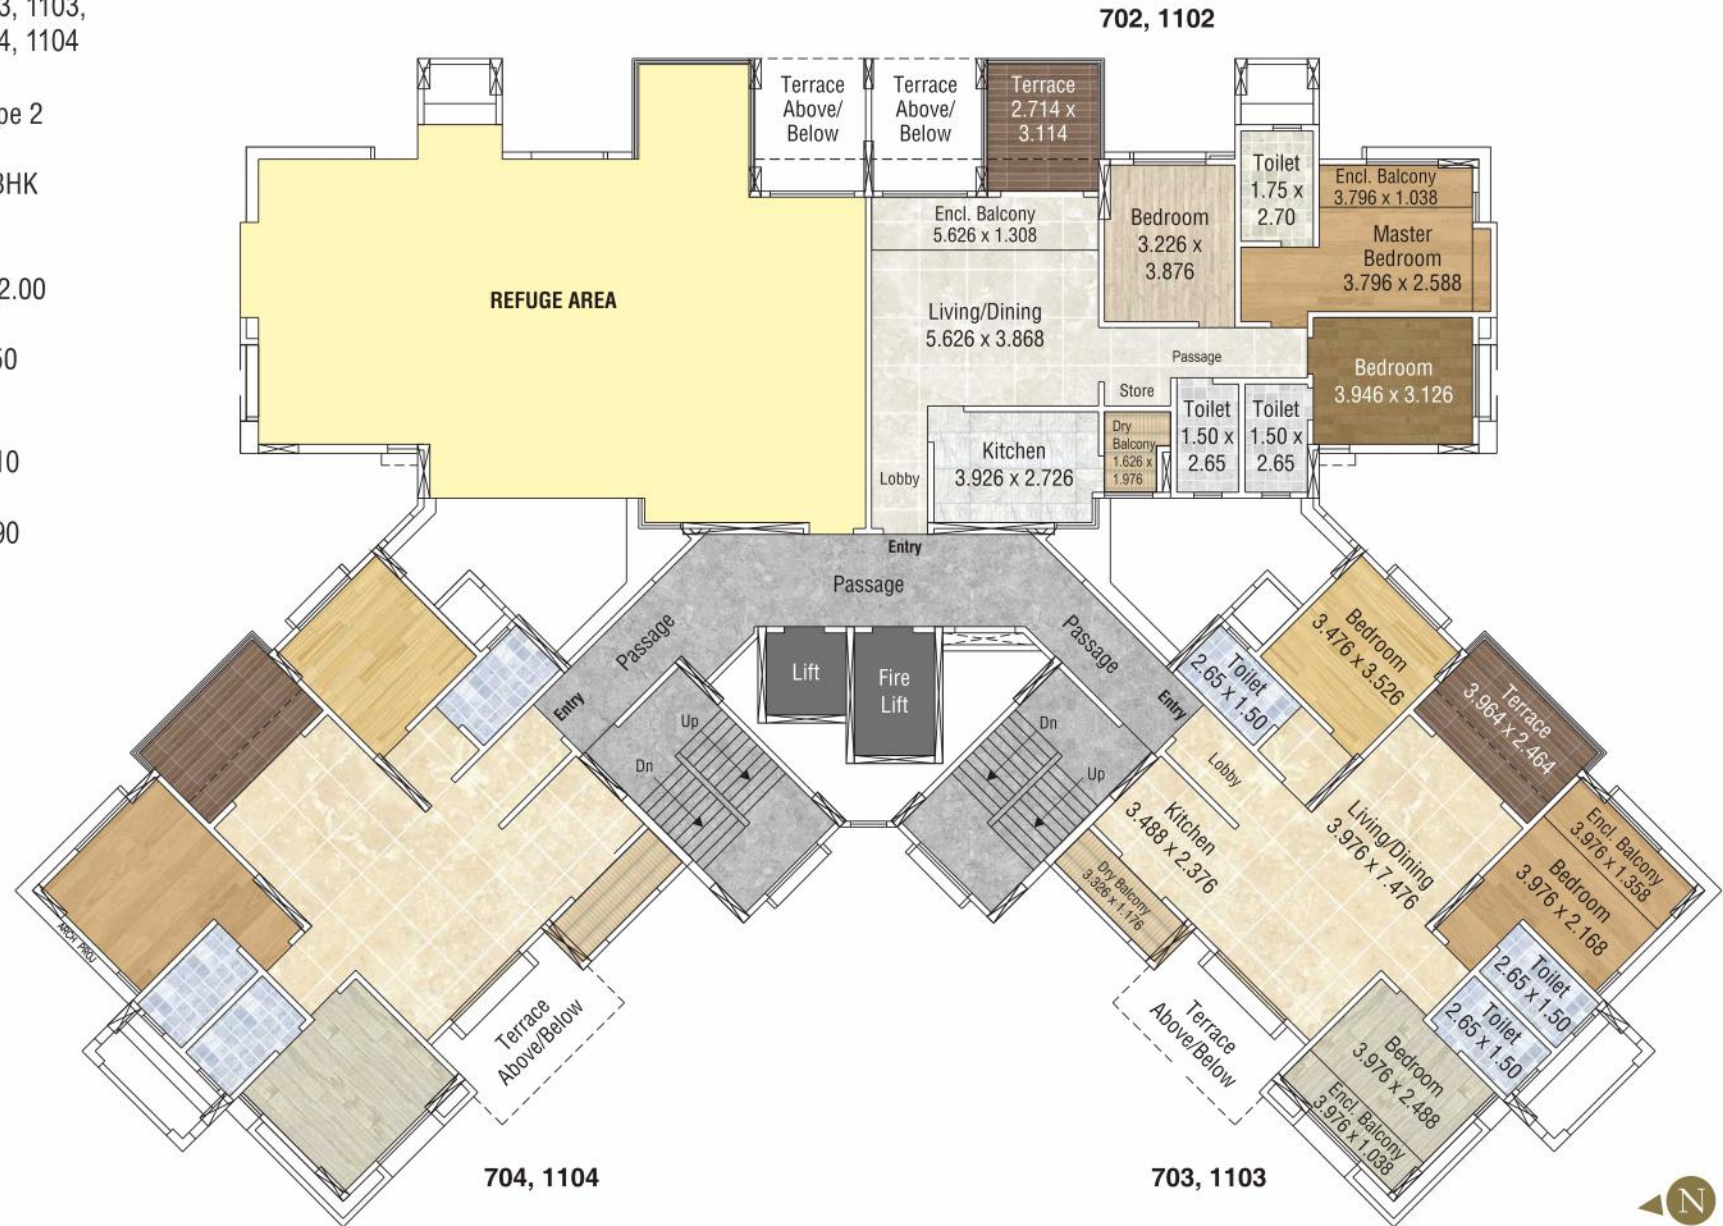 3, 1103,
4, 1104
pe 2
BHK
2.00
50
10
90
702, 1102
Terrace
Above/
Below
Terrace
Above/
Below
Terrace
2.714 x
3.114
Toilet
1.75 x
2.70
Encl. Balcony
3.796 x 1.038
Master
Bedroom
3.796 x 2.588
Bedroom
3.226 x
3.876
Encl. Balcony
5.626 x 1.308
REFUGE AREA
Living/Dining
5.626 x 3.868
Passage
Bedroom
3.946 x 3.126
Store
Toilet
1.50 x
2.65
Toilet
1.50 x
2.65
Dry
Balcony
1.626 x
1.976
Kitchen
3.926 x 2.726
Lobby
Entry
Passage
Passage
Passage
Lift
Fire
Lift
Entry
Entry
Up
Dn
Dn
Up
Toilet
2.65 x 1.50
Bedroom
3.476 x 3.526
Terrace
3.964 x 2.464
Lobby
Kitchen
3.488 x 2.376
Living/Dining
3.976 x 7.476
Dry Balcony
3.326 x 1.176
Encl. Balcony
3.976 x 1.358
Bedroom
3.976 x 2.168
Toilet
2.65 x 1.50
Toilet
2.65 x 1.50
Bedroom
3.976 x 2.488
Encl. Balcony
3.976 x 1.038
ARCH PROJ
Terrace
Above/Below
Terrace
Above/Below
704, 1104
703, 1103
N